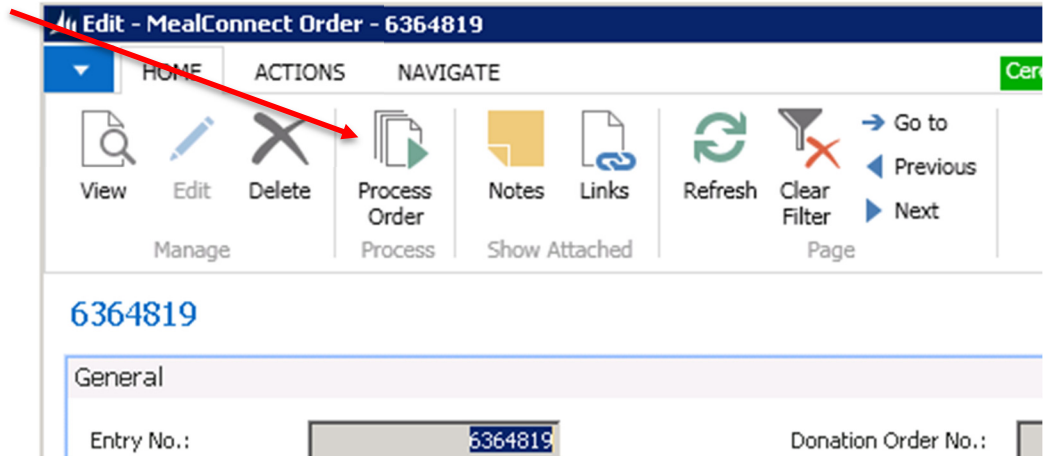 Edit - MealConnect Order - 6364819
HOME ACTIONS NAVIGATE
View Edit Delete Process Order Notes Links Refresh Clear Filter Go to
Previous
Next
Manage Process Show Attached Page
6364819
General
Entry No.: 6364819 Donation Order No.: